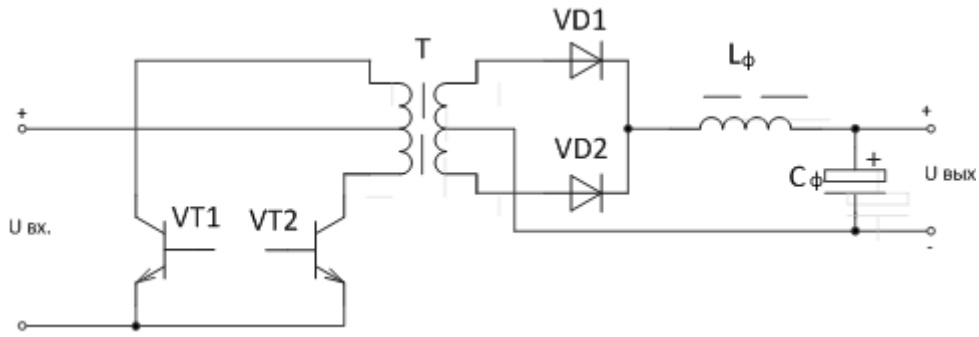 VD1
T
Lф
+
+
VD2
+
Cф
U вых
VT1
VT2
U вх.
-